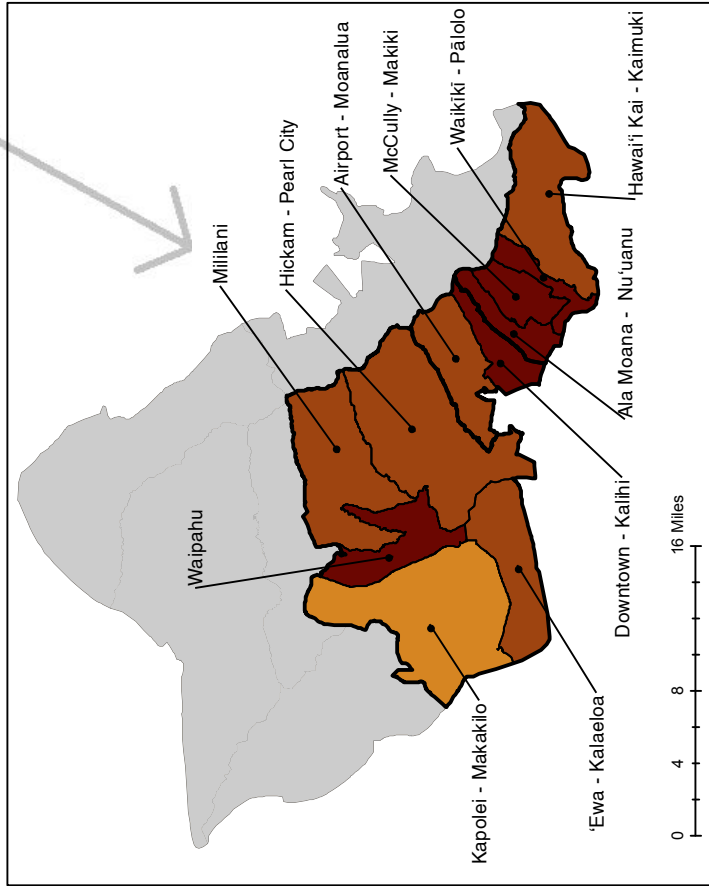 Mililani
Hickam - Pearl City
Airport - Moanalua
McCully - Makiki
Waikiki - Pālolo
Waipahu
Hawai‘i Kai - Kaimuki
Ala Moana - Nu‘uanu
Downtown - Kalihi
‘Ewa - Kalaeloa
Kapolei - Makakilo
0 4 8 16 Miles